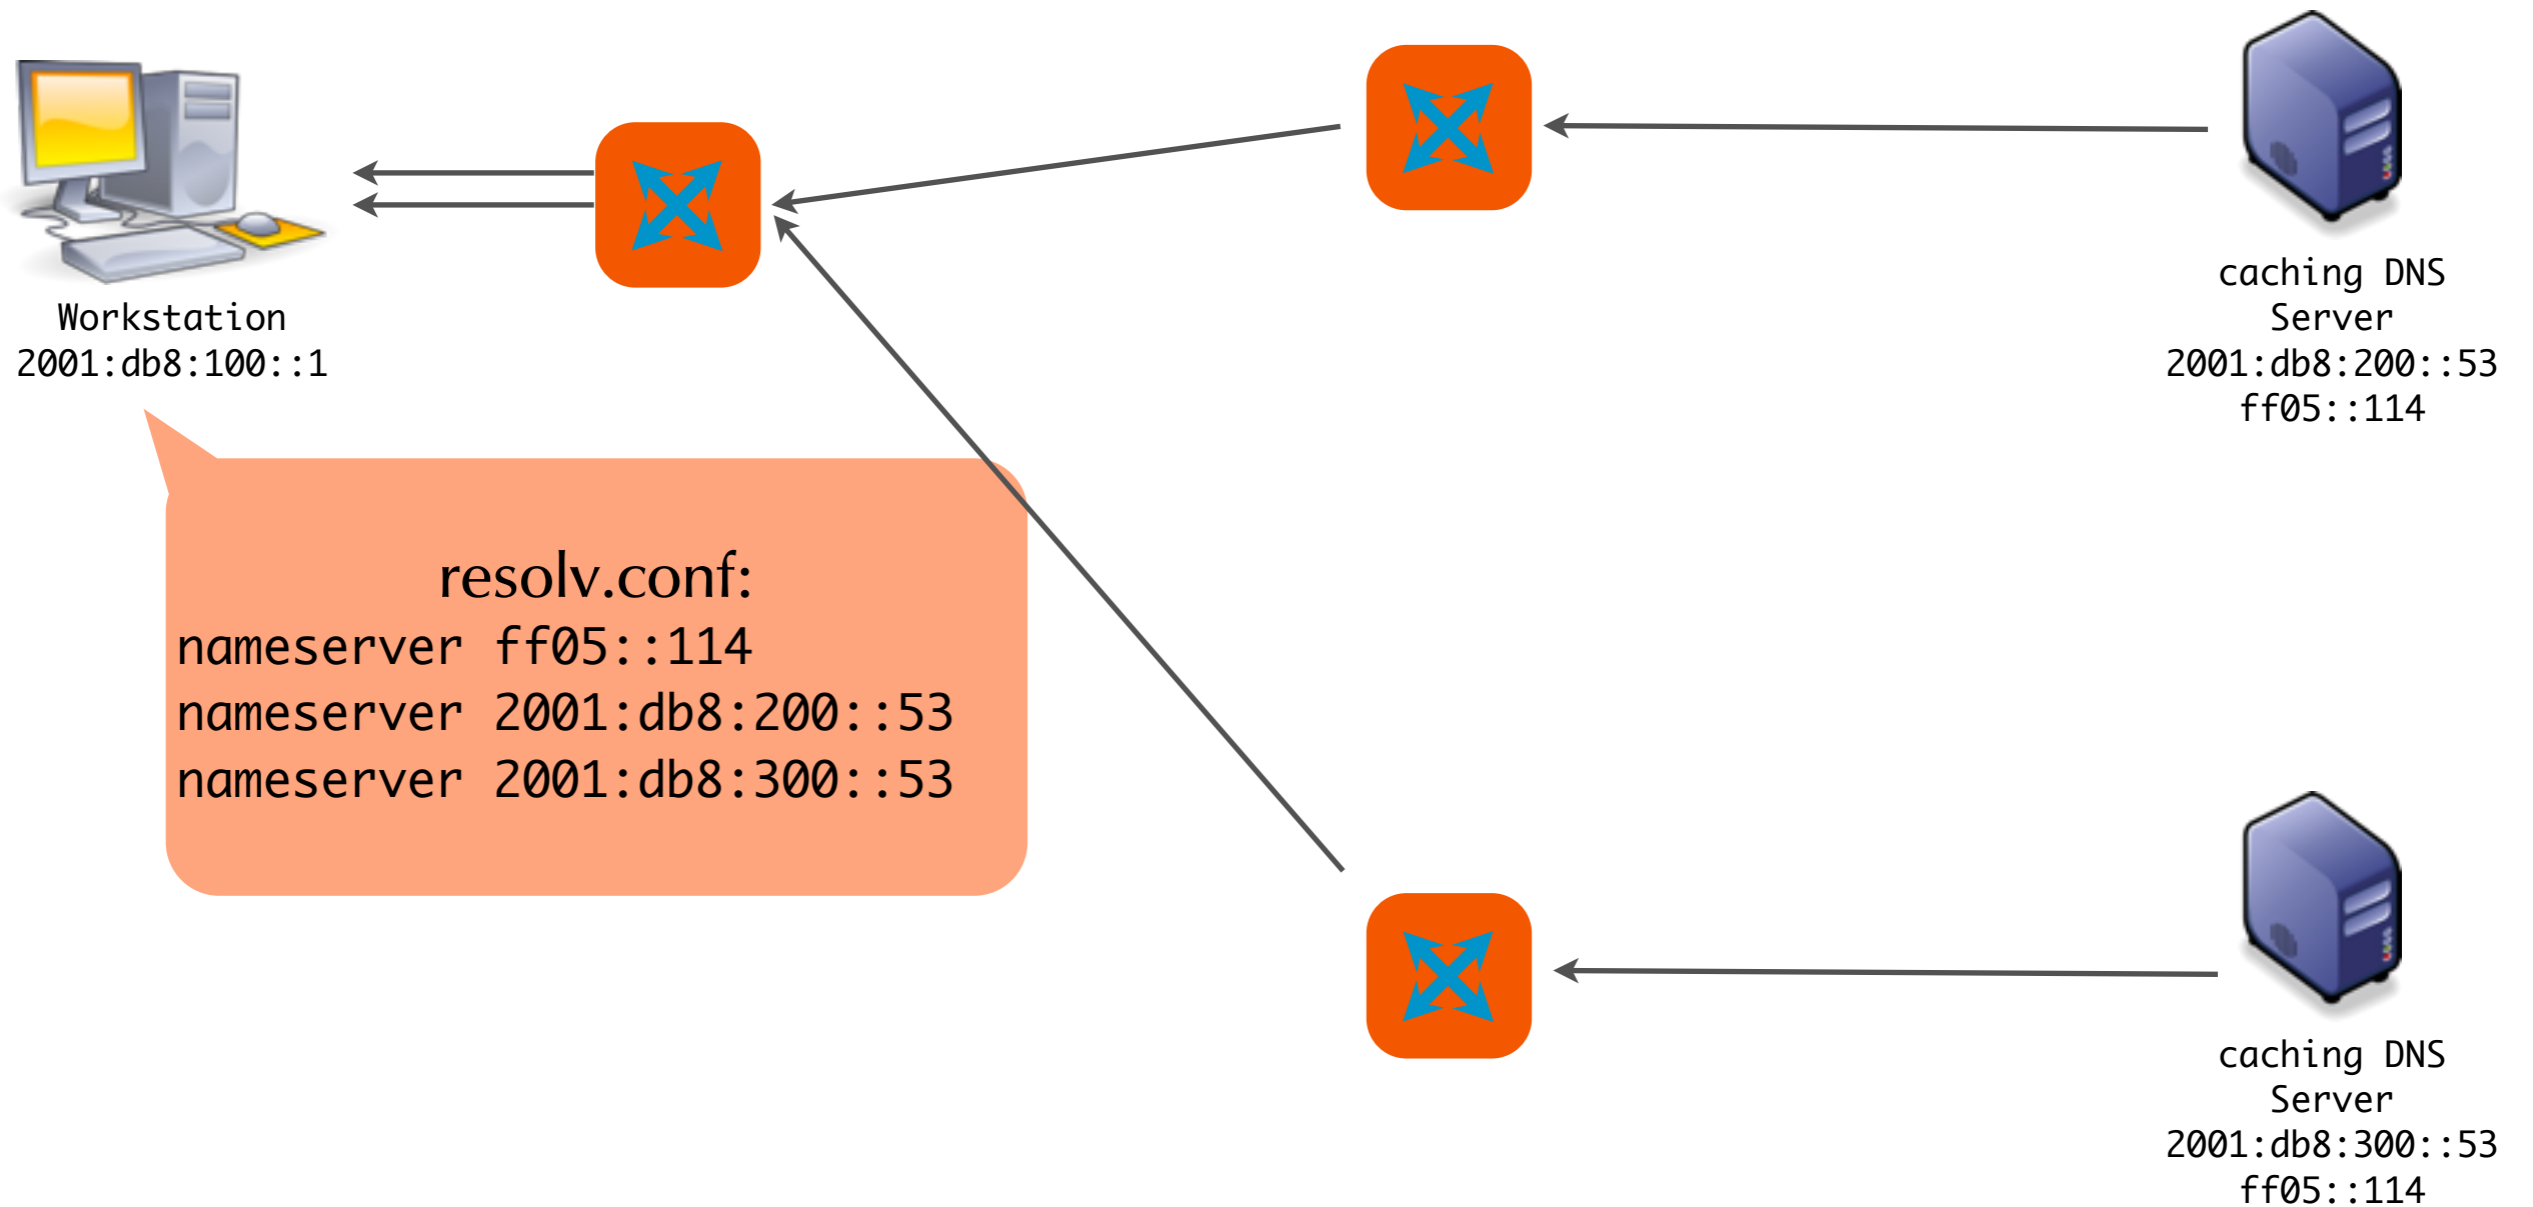 Workstation
2001:db8:100::1
resolv.conf:
nameserver ff05::114
nameserver 2001:db8:200::53
nameserver 2001:db8:300::53
caching DNS
Server
2001:db8:200::53
ff05::114
caching DNS
Server
2001:db8:300::53
ff05::114